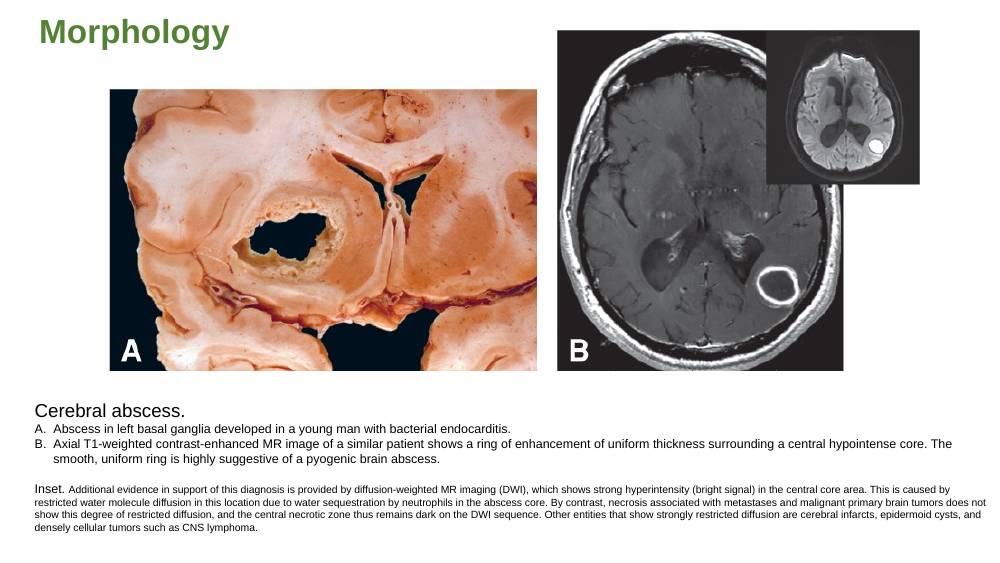 Morphology
A
B
Cerebral abscess.
A. Abscess in left basal ganglia developed in a young man with bacterial endocarditis.
B. Axial T1-weighted contrast-enhanced MR image of a similar patient shows a ring of enhancement of uniform thickness surrounding a central hypointense core. The
smooth, uniform ring is highly suggestive of a pyogenic brain abscess.
Inset. Additional evidence in support of this diagnosis is provided by diffusion-weighted MR imaging (DWI), which shows strong hyperintensity (bright signal) in the central core area. This is caused by
restricted water molecule diffusion in this location due to water sequestration by neutrophils in the abscess core. By contrast, necrosis associated with metastases and malignant primary brain tumors does not
show this degree of restricted diffusion, and the central necrotic zone thus remains dark on the DWI sequence. Other entities that show strongly restricted diffusion are cerebral infarcts, epidermoid cysts, and
densely cellular tumors such as CNS lymphoma.